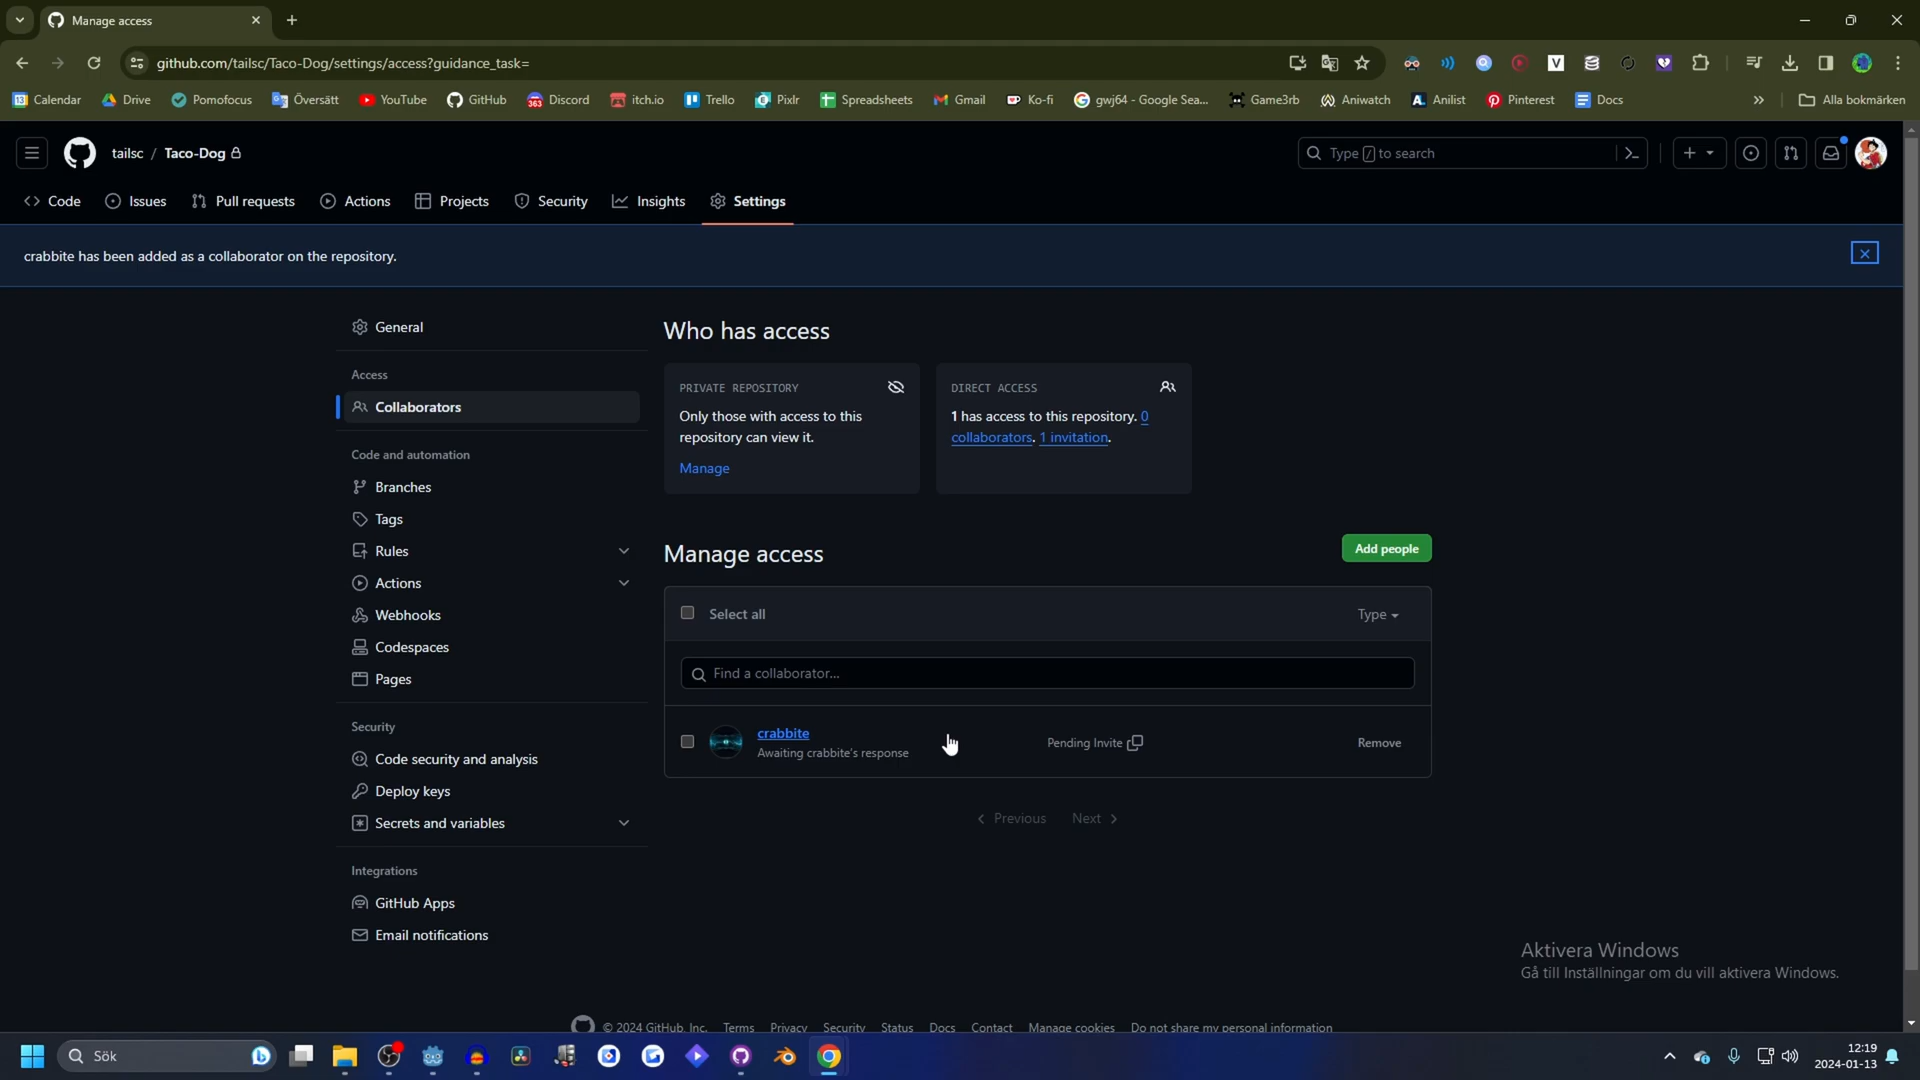 Manage access
github.com/tailsc/Taco-Dog/settings/access?guidance_task=
Calendar Drive Pomofocus Översätt YouTube GitHub Discord itch.io Trello Pixlr Spreadsheets Gmail Ko-fi gwj64 - Google Sea... Game3rb Aniwatch Anilist Pinterest Docs » Alla bokmärken
tailsc / Taco-Dog
Type / to search
Code Issues Pull requests Actions Projects Security Insights Settings
crabbite has been added as a collaborator on the repository.
General
Access
Collaborators
Code and automation
Branches
Tags
Rules
Actions
Webhooks
Codespaces
Pages
Security
Code security and analysis
Deploy keys
Secrets and variables
Integrations
GitHub Apps
Email notifications
Who has access
PRIVATE REPOSITORY
Only those with access to this
repository can view it.
Manage
DIRECT ACCESS
1 has access to this repository. 0
collaborators. 1 invitation.
Manage access
Add people
Select all
Type
Find a collaborator...
crabbite
Awaiting crabbite's response
Pending Invite
Remove
Previous Next
Aktivera Windows
Gå till Inställningar om du vill aktivera Windows.
© 2024 GitHub, Inc. Terms Privacy Security Status Docs Contact Manage cookies Do not share my personal information
Sök
12:19
2024-01-13